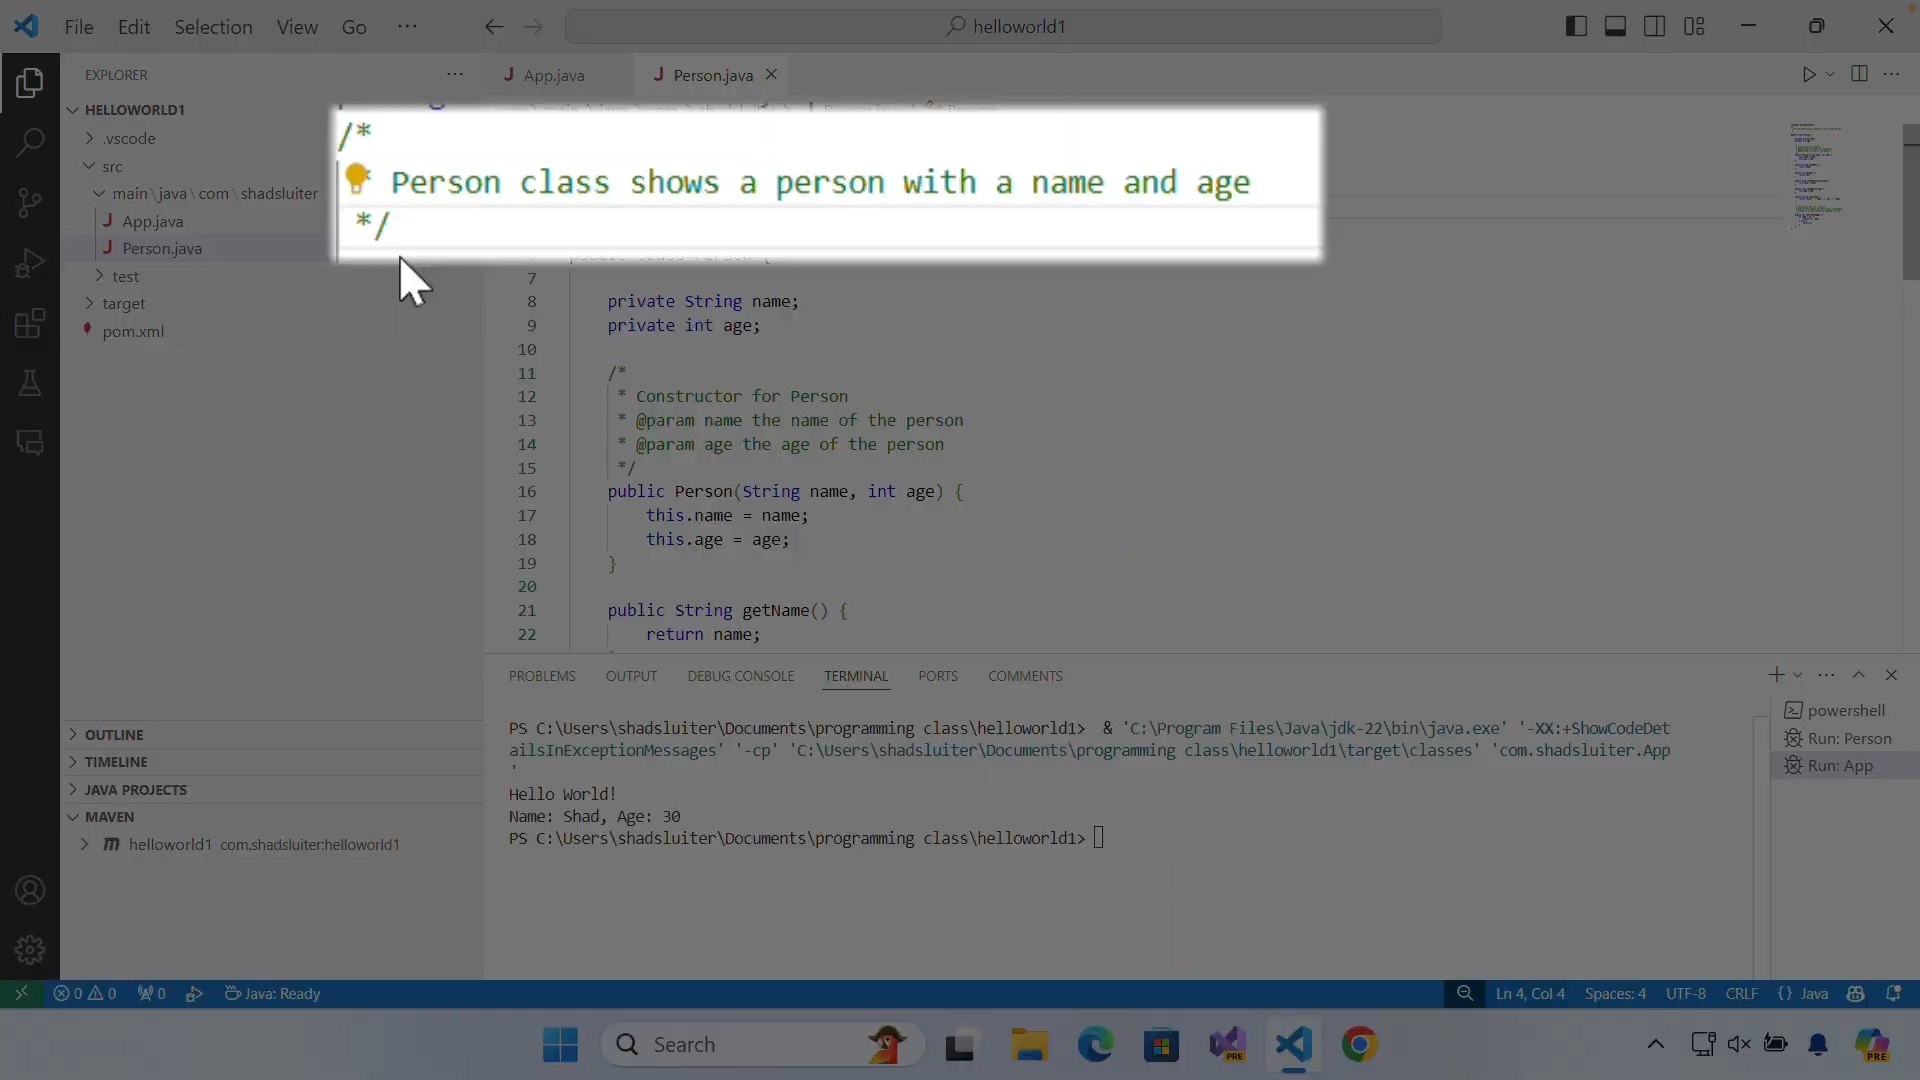 File Edit Selection View Go ··· helloworld1
EXPLORER ···
App.java
Person.java
HELLOWORLD1
.vscode
src
main\java\com\shadsluiter
App.java
Person.java
test
target
pom.xml
/*
* Person class shows a person with a name and age
*/
7
8 private String name;
9 private int age;
10
11 /*
12 * Constructor for Person
13 * @param name the name of the person
14 * @param age the age of the person
15 */
16 public Person(String name, int age) {
17 this.name = name;
18 this.age = age;
19 }
20
21 public String getName() {
22 return name;
PROBLEMS OUTPUT DEBUG CONSOLE TERMINAL PORTS COMMENTS
PS C:\Users\shadsluiter\Documents\programming class\helloworld1> & 'C:\Program Files\Java\jdk-22\bin\java.exe' '-XX:+ShowCodeDet
ailsInExceptionMessages' '-cp' 'C:\Users\shadsluiter\Documents\programming class\helloworld1\target\classes' 'com.shadsluiter.App
'
Hello World!
Name: Shad, Age: 30
PS C:\Users\shadsluiter\Documents\programming class\helloworld1>
powershell
Run: Person
Run: App
OUTLINE
TIMELINE
JAVA PROJECTS
MAVEN
helloworld1 com.shadsluiter:helloworld1
0 0 0 Java: Ready
Ln 4, Col 4 Spaces: 4 UTF-8 CRLF {} Java
Search
PRE
PRE